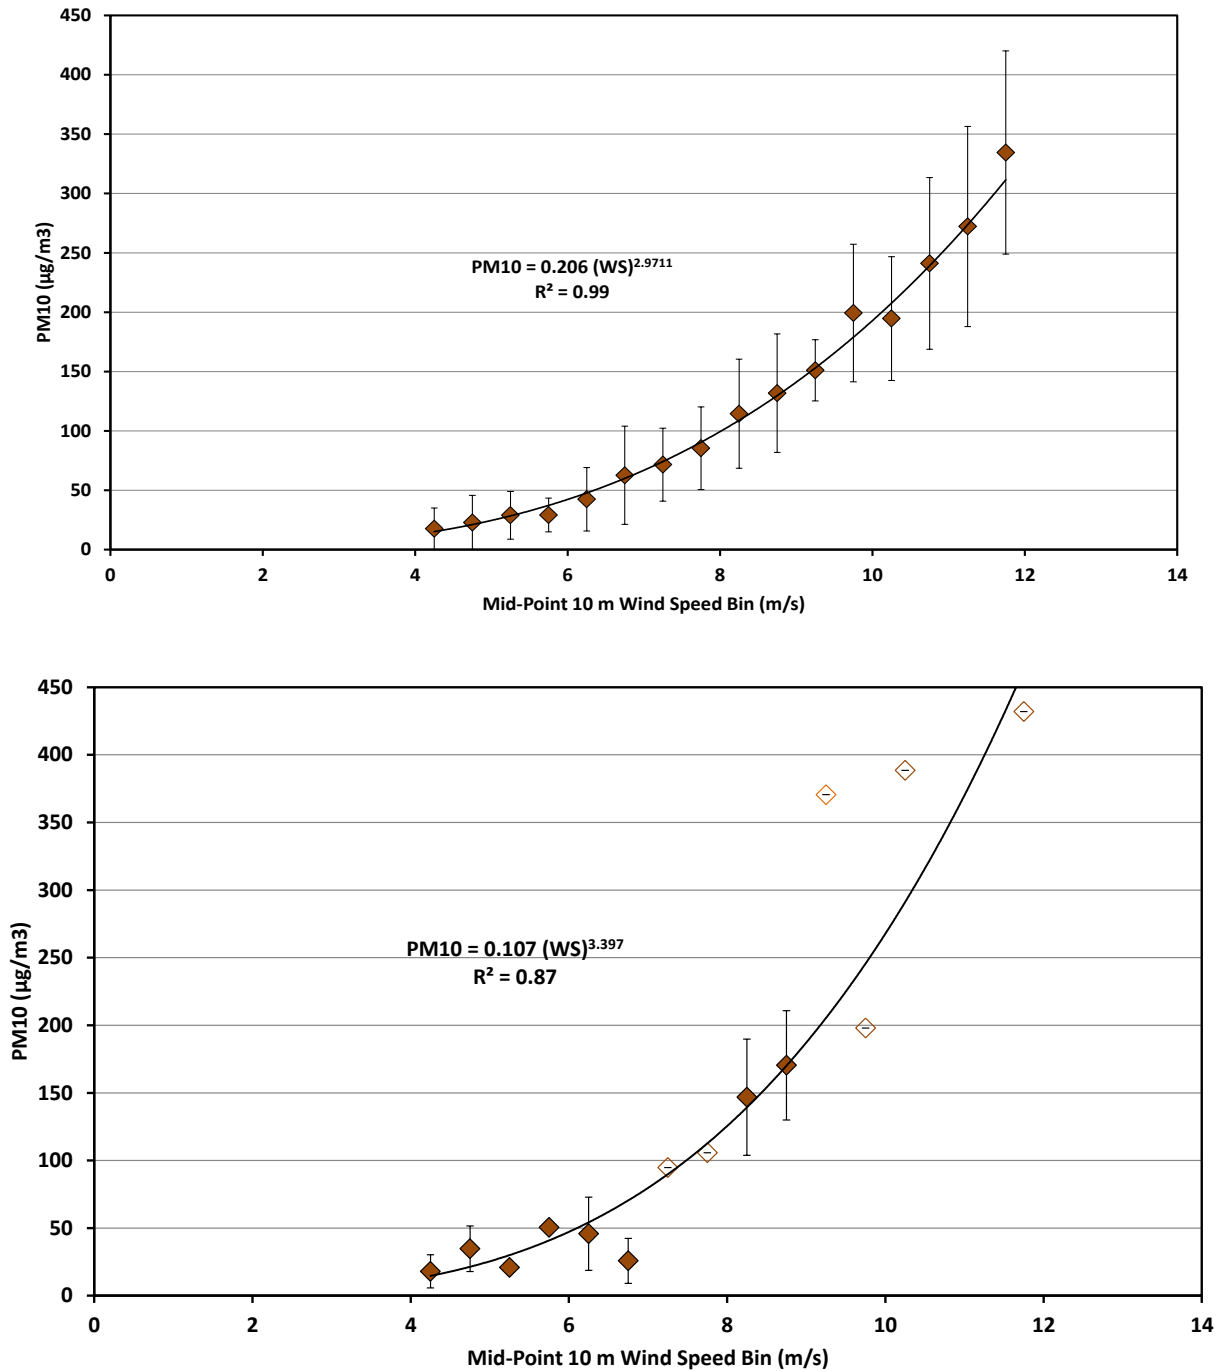 450
400
350
300
250
200
150
100
50
0
PM10 (µg/m3)
PM10 = 0.206 (WS)^2.9711
R² = 0.99
0 2 4 6 8 10 12 14
Mid-Point 10 m Wind Speed Bin (m/s)
450
400
350
300
250
200
150
100
50
0
PM10 (µg/m3)
PM10 = 0.107 (WS)^3.397
R² = 0.87
0 2 4 6 8 10 12 14
Mid-Point 10 m Wind Speed Bin (m/s)